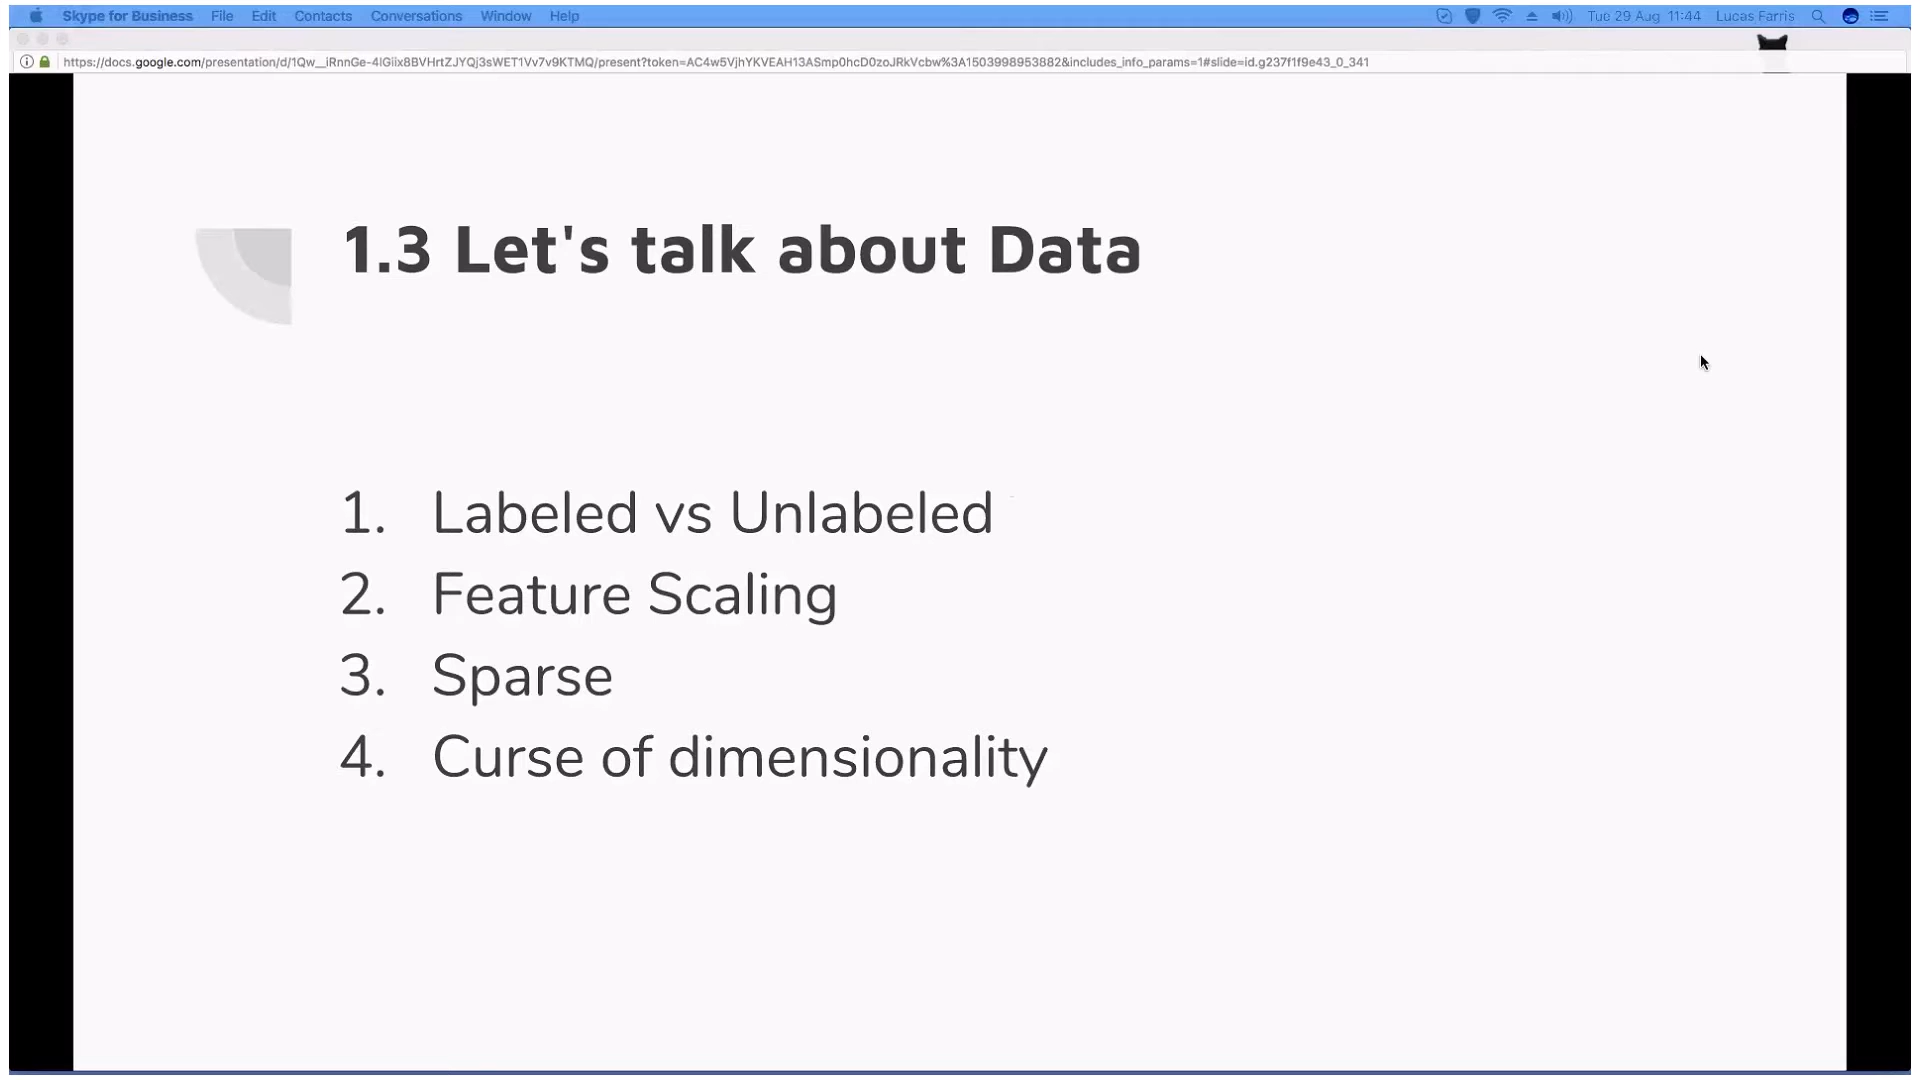 Skype for Business File Edit Contacts Conversations Window Help Tue 29 Aug 11:44 Lucas Farris
https://docs.google.com/presentation/d/1Qw__iRnnGe-4lGiix8BVHrtZJYQj3sWET1Vv7v9KTMQ/present?token=AC4w5VjhYKVEAH13ASmp0hcD0zoJRkVcbw%3A1503998953882&includes_info_params=1#slide=id.g237f1f9e43_0_341
1.3 Let's talk about Data
1. Labeled vs Unlabeled
2. Feature Scaling
3. Sparse
4. Curse of dimensionality